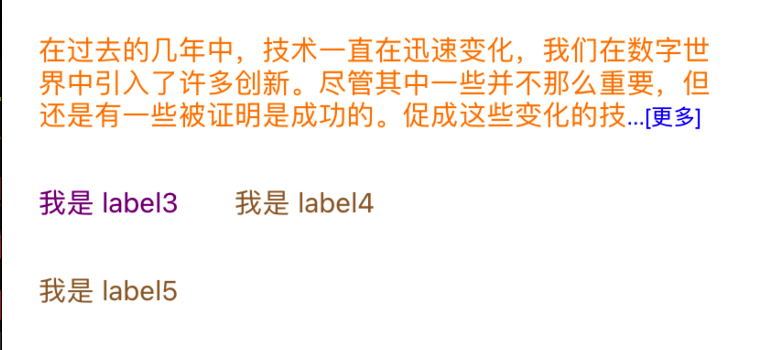 在过去的几年中，技术一直在迅速变化，我们在数字世
界中引入了许多创新。尽管其中一些并不那么重要，但
还是有一些被证明是成功的。促成这些变化的技...[更多]
我是 label3 我是 label4
我是 label5